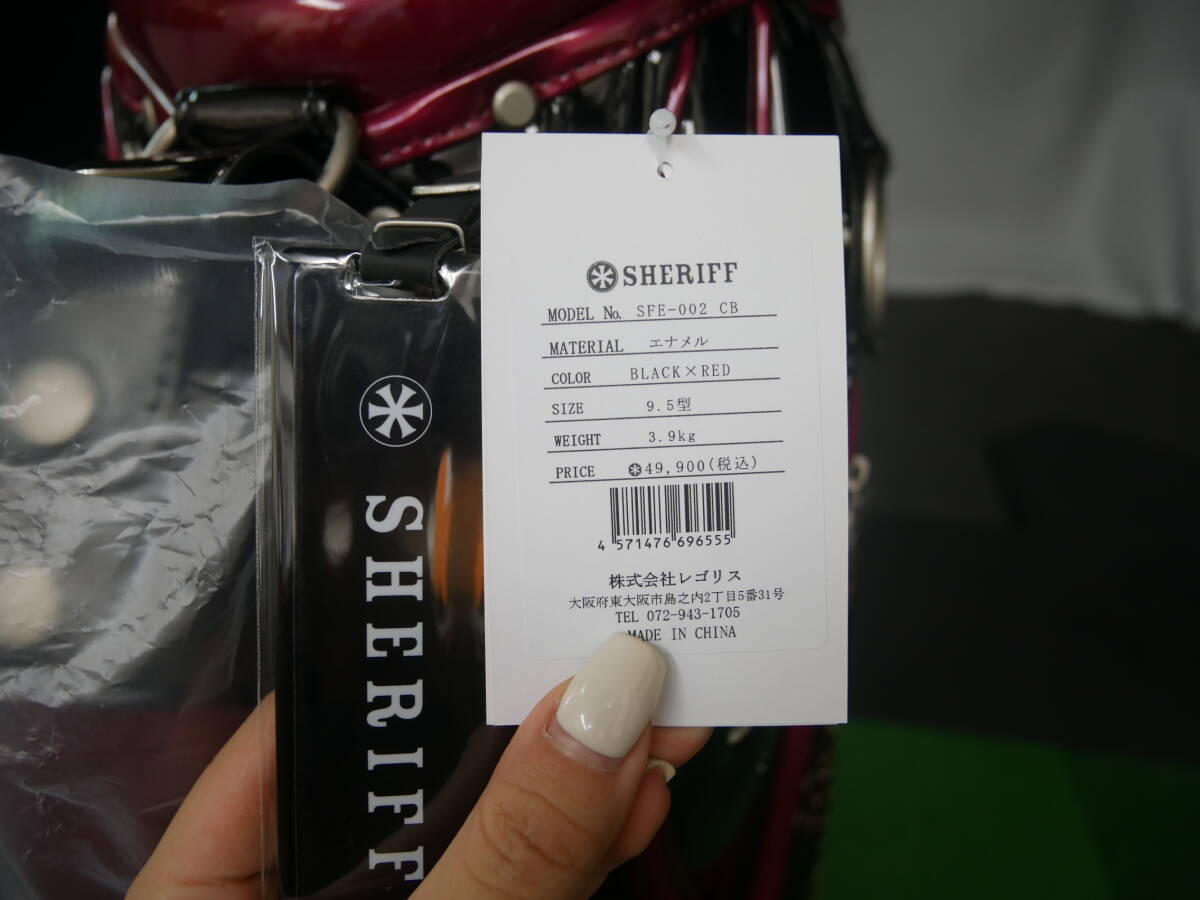 SHERIFF
SHERIFF
MODEL No. SFE-002 CB
MATERIAL エナメル
COLOR BLACK×RED
SIZE 9.5型
WEIGHT 3.9kg
PRICE 49,900(税込)
4 571476 696555
株式会社レゴリス
大阪府東大阪市島之内2丁目5番31号
TEL 072-943-1705
MADE IN CHINA